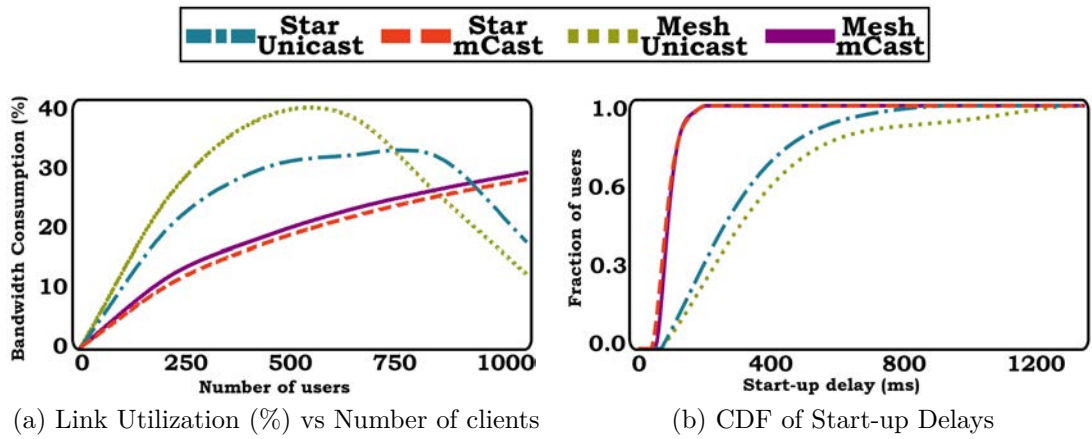 Star Unicast
Star mCast
Mesh Unicast
Mesh mCast
Bandwidth Consumption (%)
40
30
20
10
0
0 250 500 750 1000
Number of users
(a) Link Utilization (%) vs Number of clients
Fraction of users
1.0
0.6
0.3
0.0
400 800 1200
Start-up delay (ms)
(b) CDF of Start-up Delays